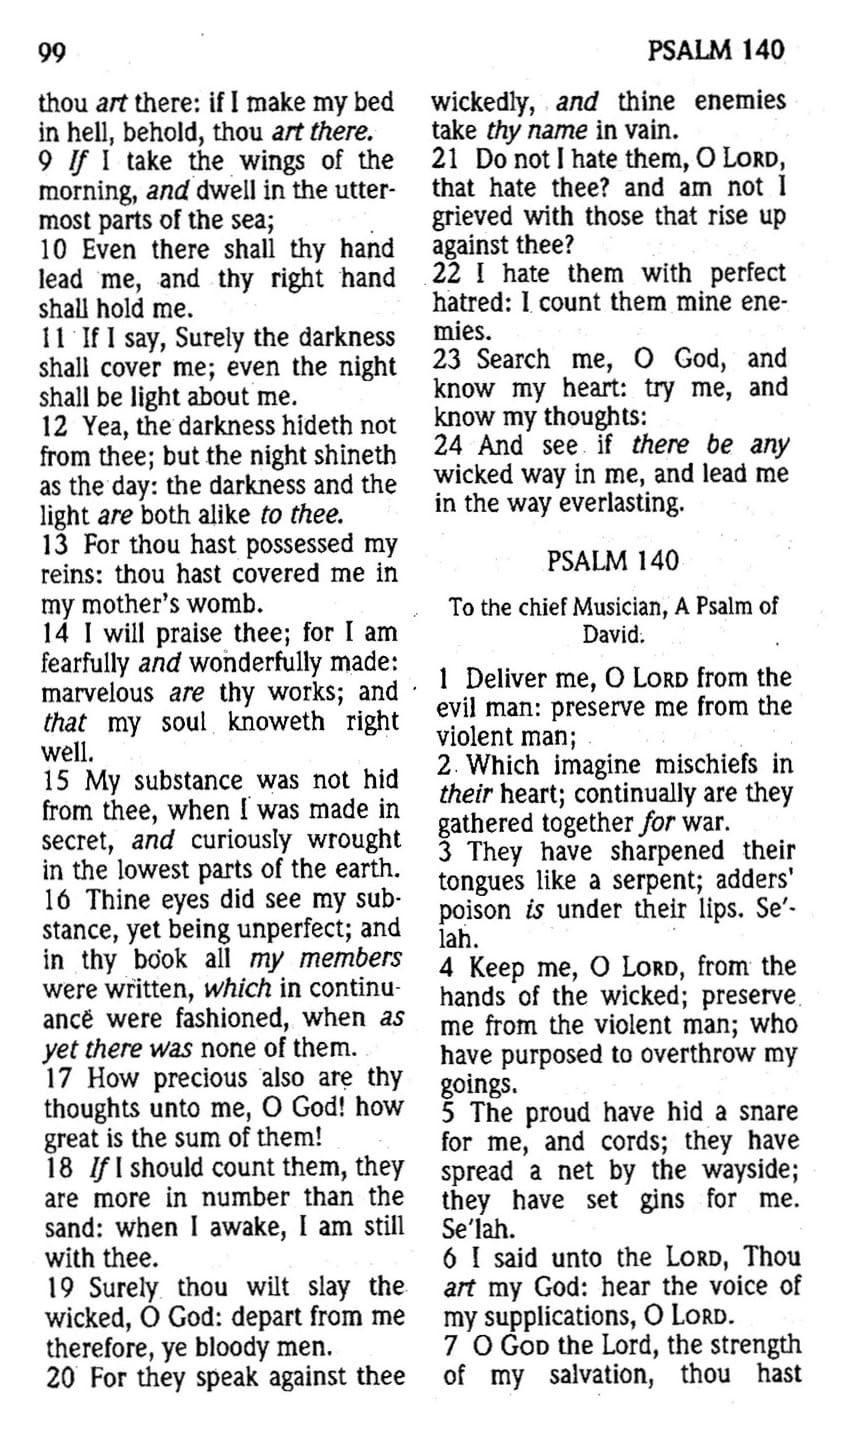 99
PSALM 140
thou art there: if I make my bed
in hell, behold, thou art there.
9 If I take the wings of the
morning, and dwell in the utter-
most parts of the sea;
10 Even there shall thy hand
lead me, and thy right hand
shall hold me.
11 If I say, Surely the darkness
shall cover me; even the night
shall be light about me.
12 Yea, the darkness hideth not
from thee; but the night shineth
as the day: the darkness and the
light are both alike to thee.
13 For thou hast possessed my
reins: thou hast covered me in
my mother's womb.
14 I will praise thee; for I am
fearfully and wonderfully made:
marvelous are thy works; and
that my soul knoweth right
well.
15 My substance was not hid
from thee, when I was made in
secret, and curiously wrought
in the lowest parts of the earth.
16 Thine eyes did see my sub-
stance, yet being unperfect; and
in thy book all my members
were written, which in continu-
ance were fashioned, when as
yet there was none of them.
17 How precious also are thy
thoughts unto me, O God! how
great is the sum of them!
18 If I should count them, they
are more in number than the
sand: when I awake, I am still
with thee.
19 Surely thou wilt slay the
wicked, O God: depart from me
therefore, ye bloody men.
20 For they speak against thee
wickedly, and thine enemies
take thy name in vain.
21 Do not I hate them, O LORD,
that hate thee? and am not I
grieved with those that rise up
against thee?
22 I hate them with perfect
hatred: I count them mine ene-
mies.
23 Search me, O God, and
know my heart: try me, and
know my thoughts:
24 And see if there be any
wicked way in me, and lead me
in the way everlasting.
PSALM 140
To the chief Musician, A Psalm of
David.
1 Deliver me, O LORD from the
evil man: preserve me from the
violent man;
2 Which imagine mischiefs in
their heart; continually are they
gathered together for war.
3 They have sharpened their
tongues like a serpent; adders'
poison is under their lips. Se'-
lah.
4 Keep me, O LORD, from the
hands of the wicked; preserve
me from the violent man; who
have purposed to overthrow my
goings.
5 The proud have hid a snare
for me, and cords; they have
spread a net by the wayside;
they have set gins for me.
Se'lah.
6 I said unto the LORD, Thou
art my God: hear the voice of
my supplications, O LORD.
7 O GOD the Lord, the strength
of my salvation, thou hast